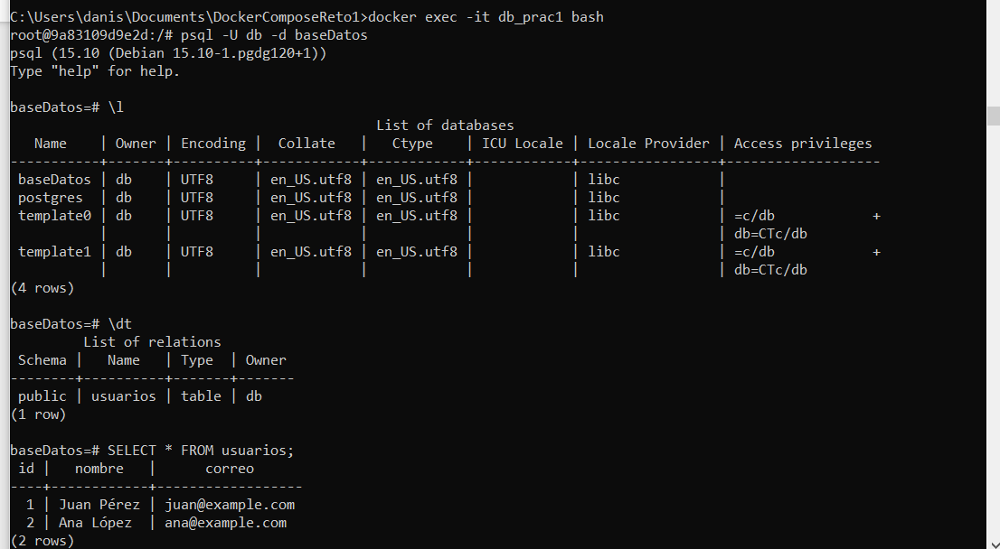 C:\Users\danis\Documents\DockerComposeReto1>docker exec -it db_prac1 bash
root@9a83109d9e2d:/# psql -U db -d baseDatos
psql (15.10 (Debian 15.10-1.pgdg120+1))
Type "help" for help.

baseDatos=# \l
                                             List of databases
   Name    | Owner | Encoding |  Collate   |   Ctype    | ICU Locale | Locale Provider | Access privileges
-----------+-------+----------+------------+------------+------------+-----------------+-------------------
 baseDatos | db    | UTF8     | en_US.utf8 | en_US.utf8 |            | libc            |
 postgres  | db    | UTF8     | en_US.utf8 | en_US.utf8 |            | libc            |
 template0 | db    | UTF8     | en_US.utf8 | en_US.utf8 |            | libc            | =c/db            +
           |       |          |            |            |            |                 | db=CTc/db
 template1 | db    | UTF8     | en_US.utf8 | en_US.utf8 |            | libc            | =c/db            +
           |       |          |            |            |            |                 | db=CTc/db
(4 rows)

baseDatos=# \dt
         List of relations
 Schema |   Name   | Type  | Owner
--------+----------+-------+-------
 public | usuarios | table | db
(1 row)

baseDatos=# SELECT * FROM usuarios;
 id |   nombre   |      correo
----+------------+------------------
  1 | Juan Pérez | juan@example.com
  2 | Ana López  | ana@example.com
(2 rows)